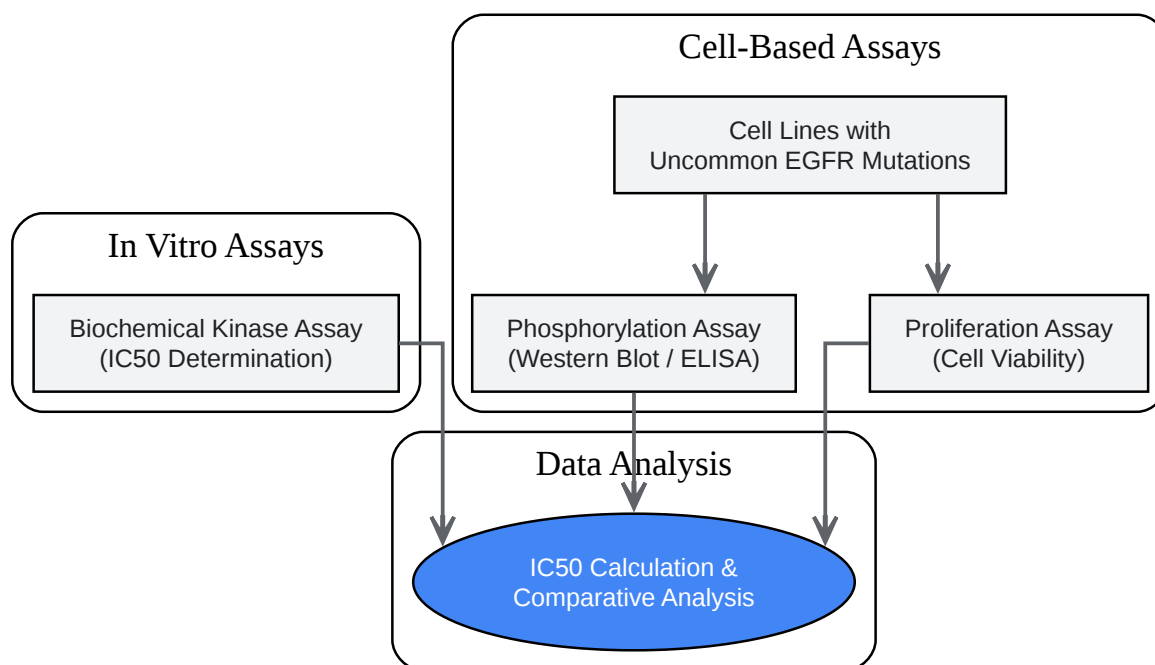 Cell-Based Assays
Cell Lines with
Uncommon EGFR Mutations
In Vitro Assays
Biochemical Kinase Assay
(IC50 Determination)
Phosphorylation Assay
(Western Blot / ELISA)
Proliferation Assay
(Cell Viability)
Data Analysis
IC50 Calculation &
Comparative Analysis